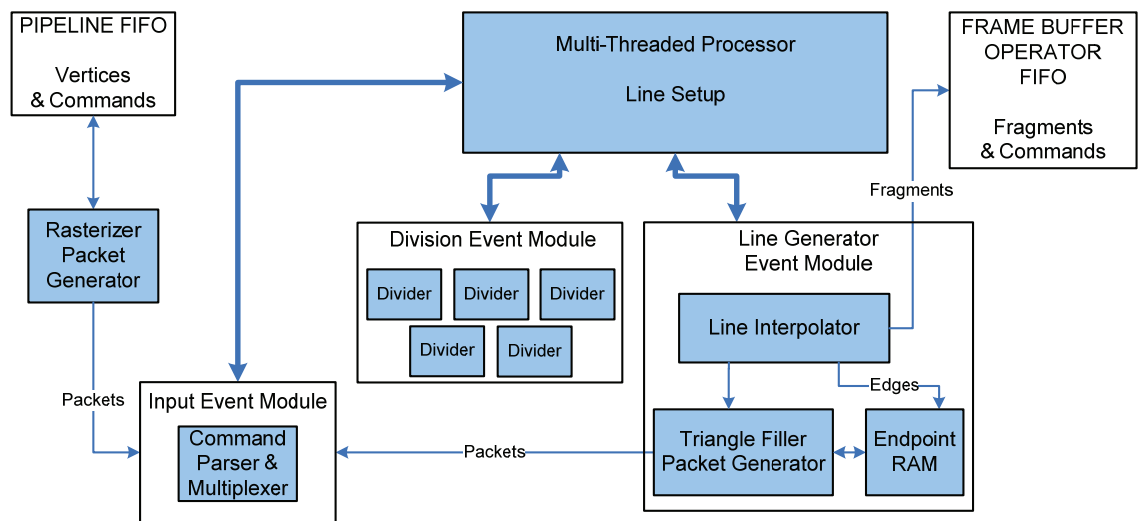 PIPELINE FIFO
Vertices
& Commands
Multi-Threaded Processor
Line Setup
FRAME BUFFER
OPERATOR
FIFO
Fragments
& Commands
Fragments
Rasterizer
Packet
Generator
Division Event Module
Divider
Divider
Divider
Divider
Divider
Line Generator
Event Module
Line Interpolator
Edges
Triangle Filler
Packet Generator
Endpoint
RAM
Packets
Input Event Module
Command
Parser &
Multiplexer
Packets